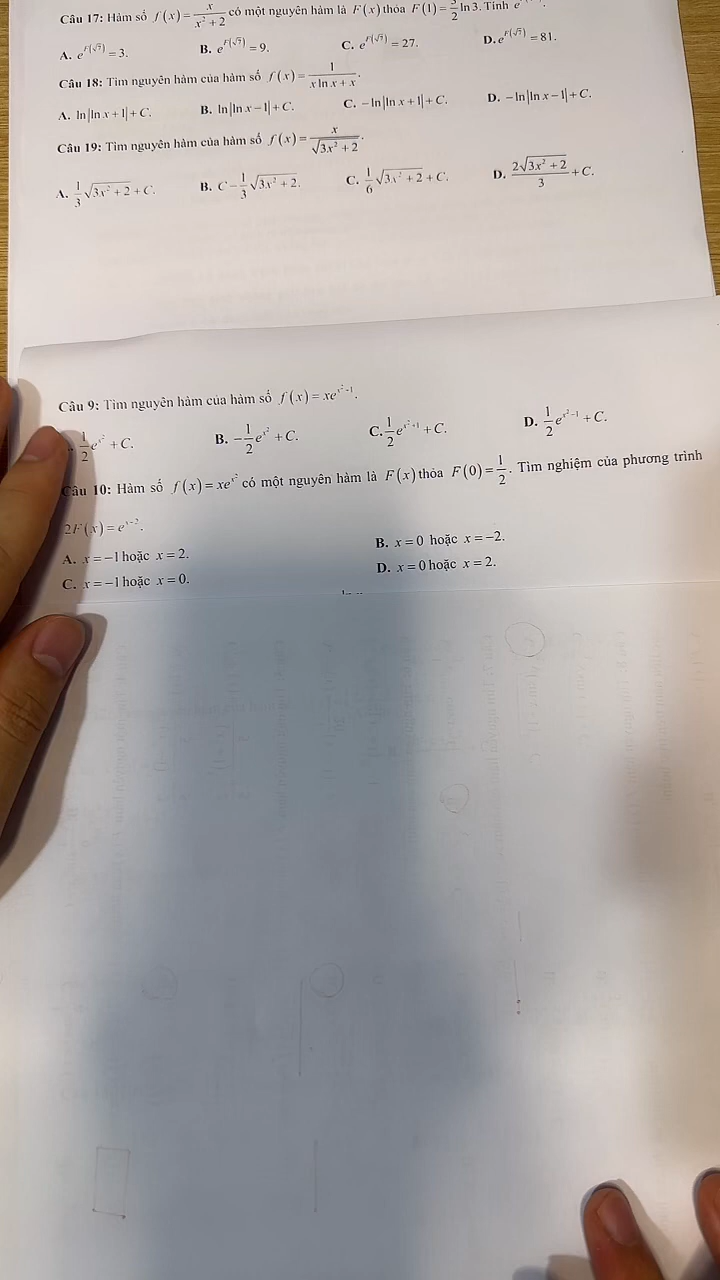 Câu 17: Hàm số f(x) = x/(x² + 2) có một nguyên hàm là F(x) thỏa F(1) = 3/2 ln 3. Tính e
A. e^{F(√7)} = 3. B. e^{F(√7)} = 9. C. e^{F(√7)} = 27. D. e^{F(√7)} = 81.
Câu 18: Tìm nguyên hàm của hàm số f(x) = 1/(x ln x + x).
A. ln|ln x + 1| + C. B. ln|ln x − 1| + C. C. −ln|ln x + 1| + C. D. −ln|ln x − 1| + C.
Câu 19: Tìm nguyên hàm của hàm số f(x) = x/√(3x² + 2).
A. 1/3 √(3x² + 2) + C. B. C − 1/3 √(3x² + 2). C. 1/6 √(3x² + 2) + C. D. 2√(3x² + 2)/3 + C.
Câu 9: Tìm nguyên hàm của hàm số f(x) = xe^{x²+1}.
1/2 e^{x²} + C. B. −1/2 e^{x²} + C. C. 1/2 e^{x²+1} + C. D. 1/2 e^{x²−1} + C.
Câu 10: Hàm số f(x) = xe^{x²} có một nguyên hàm là F(x) thỏa F(0) = 1/2. Tìm nghiệm của phương trình
2F(x) = e^{x+2}.
A. x = −1 hoặc x = 2. B. x = 0 hoặc x = −2.
C. x = −1 hoặc x = 0. D. x = 0 hoặc x = 2.